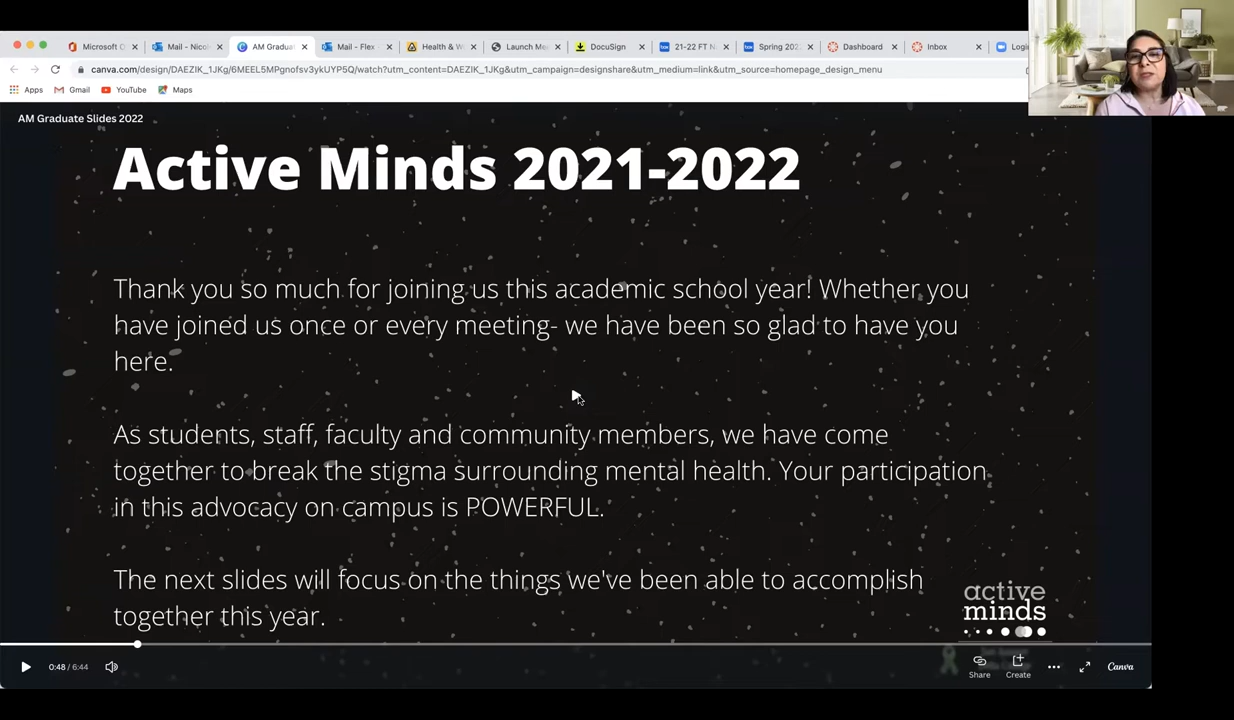 Microsoft O
Mail - Nico
AM Gradua
Mail - Flex -
Health & W
Launch Me
DocuSign
21-22 FT N
Spring 202
Dashboard
Inbox
Login
canva.com/design/DAEZIK_1JKg/6MEEL5MPgnofsv3ykUYP5Q/watch?utm_content=DAEZIK_1JKg&utm_campaign=designshare&utm_medium=link&utm_source=homepage_design_menu
Apps
Gmail
YouTube
Maps
AM Graduate Slides 2022
Active Minds 2021-2022
Thank you so much for joining us this academic school year! Whether you
have joined us once or every meeting- we have been so glad to have you
here.
As students, staff, faculty and community members, we have come
together to break the stigma surrounding mental health. Your participation
in this advocacy on campus is POWERFUL.
The next slides will focus on the things we've been able to accomplish
together this year.
active
minds
0:48 / 6:44
Share
Create
Canva